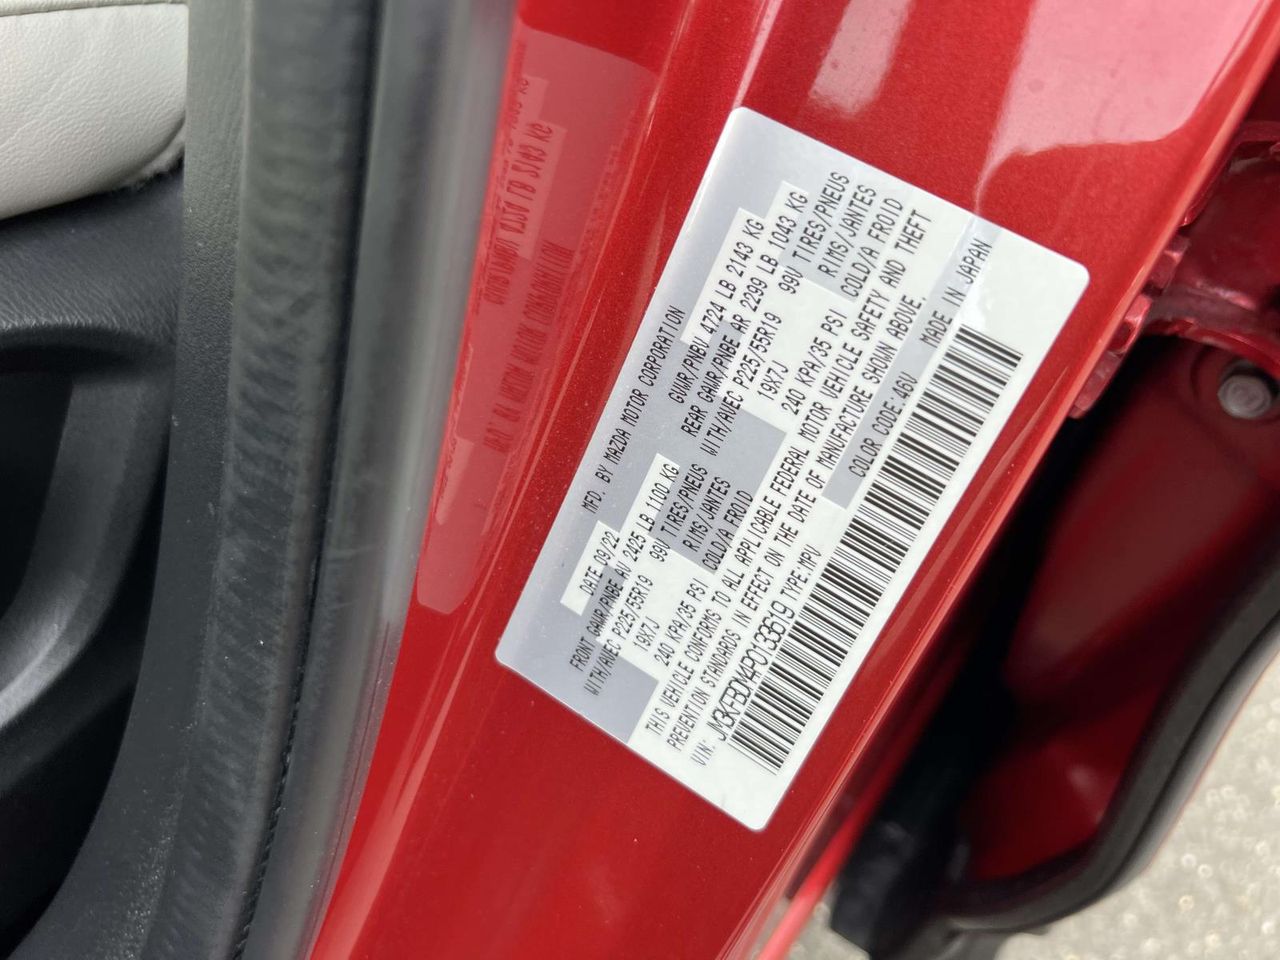 MFD. BY MAZDA MOTOR CORPORATION
DATE 09/22 GVWR/PNBV 4724 LB 2143 KG
FRONT GAWR/PNBE AV 2425 LB 1100 KG REAR GAWR/PNBE AR 2299 LB 1043 KG
WITH/AVEC P225/55R19 99V TIRES/PNEUS WITH/AVEC P225/55R19 99V TIRES/PNEUS
19X7J RIMS/JANTES 19X7J RIMS/JANTES
240 KPA/35 PSI COLD/A FROID 240 KPA/35 PSI COLD/A FROID
THIS VEHICLE CONFORMS TO ALL APPLICABLE FEDERAL MOTOR VEHICLE SAFETY AND THEFT
PREVENTION STANDARDS IN EFFECT ON THE DATE OF MANUFACTURE SHOWN ABOVE.
VIN: JM3KFBDM4P0133619 TYPE:MPV COLOR CODE:46V MADE IN JAPAN